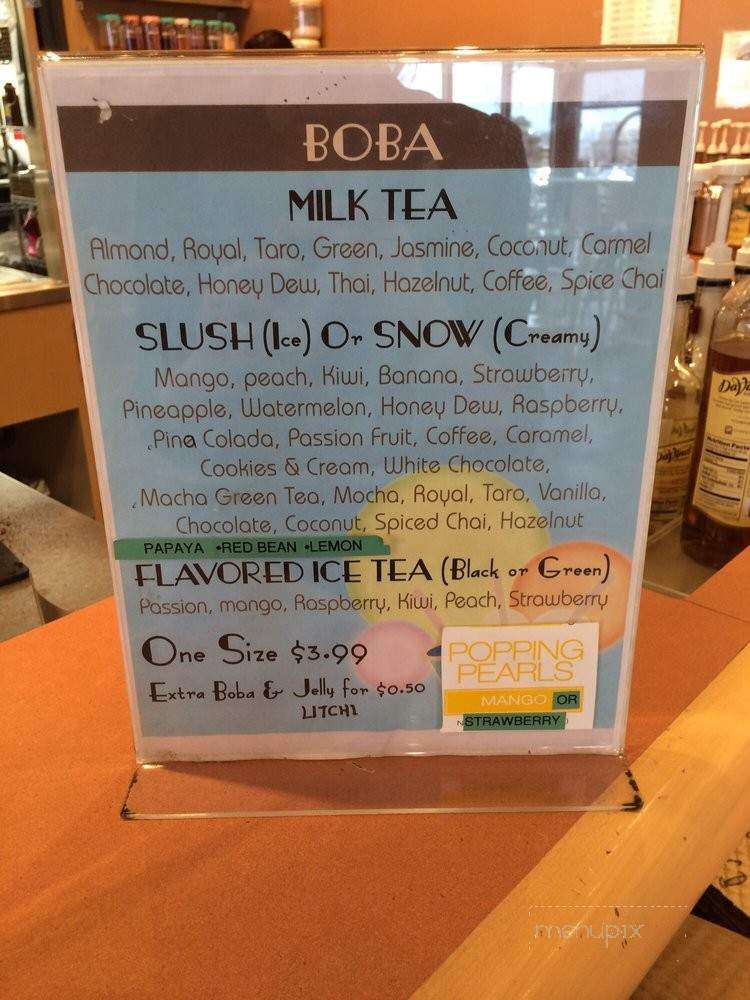 BOBA
MILK TEA
Almond, Royal, Taro, Green, Jasmine, Coconut, Carmel
Chocolate, Honey Dew, Thai, Hazelnut, Coffee, Spice Chai
SLUSH (Ice) Or SNOW (Creamy)
Mango, peach, Kiwi, Banana, Strawberry,
Pineapple, Watermelon, Honey Dew, Raspberry,
Pina Colada, Passion Fruit, Coffee, Caramel,
Cookies & Cream, White Chocolate,
Macha Green Tea, Mocha, Royal, Taro, Vanilla,
Chocolate, Coconut, Spiced Chai, Hazelnut
PAPAYA •RED BEAN •LEMON
FLAVORED ICE TEA (Black or Green)
Passion, mango, Raspberry, Kiwi, Peach, Strawberry
One Size $3.99
Extra Boba & Jelly for $0.50
LITCHI
POPPING
PEARLS
MANGO OR
STRAWBERRY
DaVi
Nutrition Facts
menupix